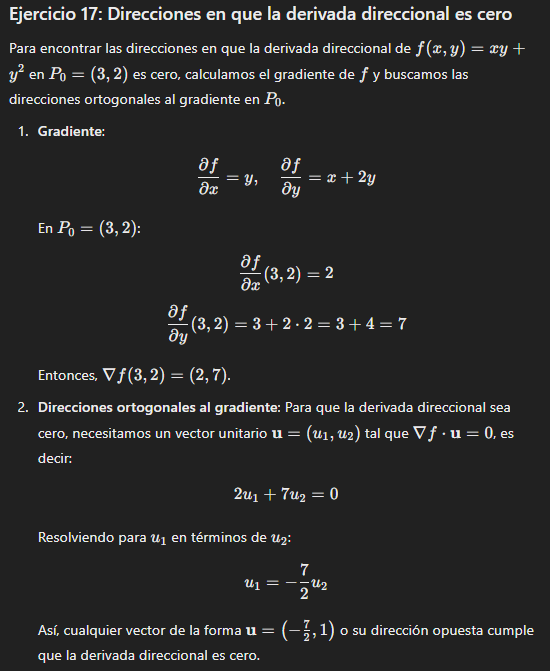 Ejercicio 17: Direcciones en que la derivada direccional es cero
Para encontrar las direcciones en que la derivada direccional de f(x, y) = xy +
y² en P₀ = (3, 2) es cero, calculamos el gradiente de f y buscamos las
direcciones ortogonales al gradiente en P₀.
1. Gradiente:
∂f/∂x = y, ∂f/∂y = x + 2y
En P₀ = (3, 2):
∂f/∂x (3, 2) = 2
∂f/∂y (3, 2) = 3 + 2 · 2 = 3 + 4 = 7
Entonces, ∇f(3, 2) = (2, 7).
2. Direcciones ortogonales al gradiente: Para que la derivada direccional sea
cero, necesitamos un vector unitario u = (u₁, u₂) tal que ∇f · u = 0, es
decir:
2u₁ + 7u₂ = 0
Resolviendo para u₁ en términos de u₂:
u₁ = −7/2 u₂
Así, cualquier vector de la forma u = (−7/2, 1) o su dirección opuesta cumple
que la derivada direccional es cero.